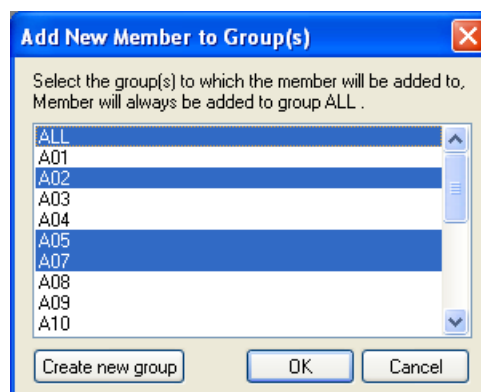 Add New Member to Group(s)
Select the group(s) to which the member will be added to,
Member will always be added to group ALL .
ALL
A01
A02
A03
A04
A05
A07
A08
A09
A10
Create new group
OK
Cancel